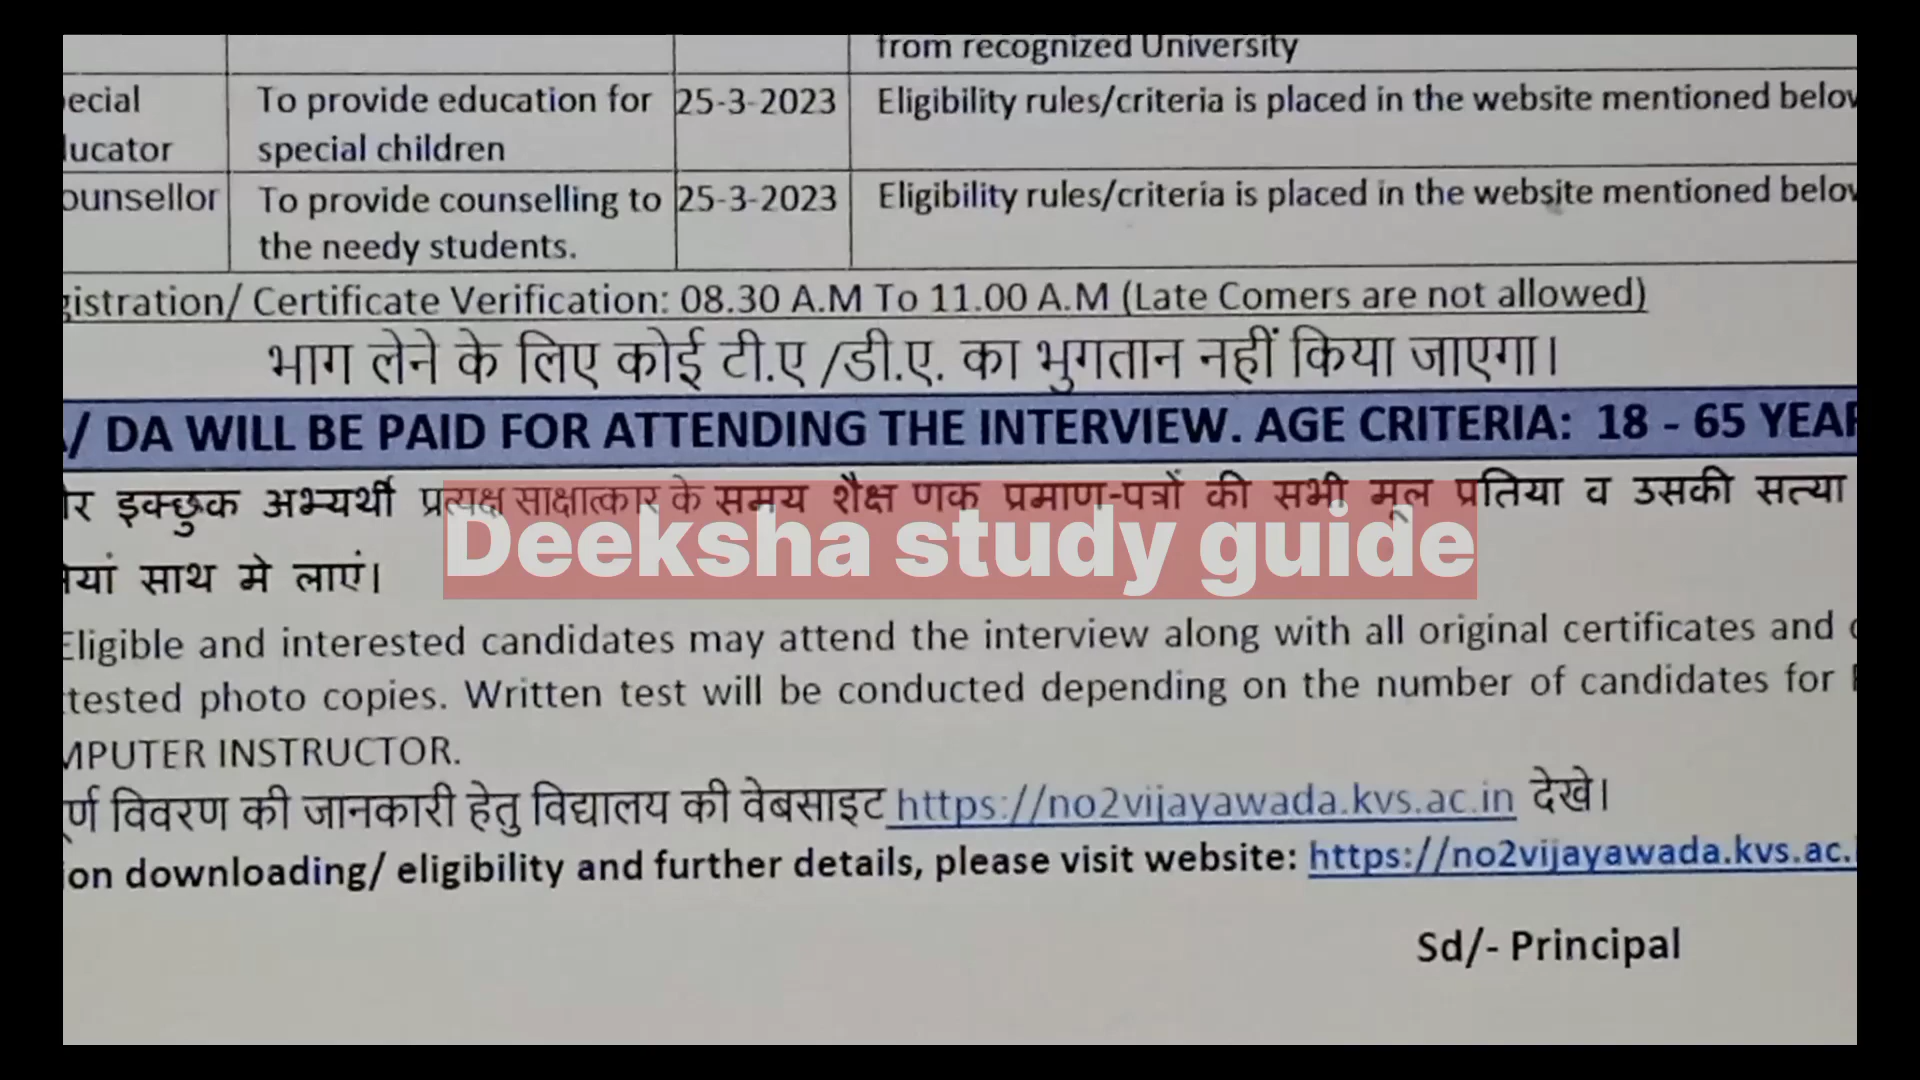 from recognized University
ecial To provide education for 25-3-2023 Eligibility rules/criteria is placed in the website mentioned below
ucator special children
ounsellor To provide counselling to 25-3-2023 Eligibility rules/criteria is placed in the website mentioned below
the needy students.
gistration/ Certificate Verification: 08.30 A.M To 11.00 A.M (Late Comers are not allowed)
भाग लेने के लिए कोई टी.ए /डी.ए. का भुगतान नहीं किया जाएगा।
/ DA WILL BE PAID FOR ATTENDING THE INTERVIEW. AGE CRITERIA: 18 - 65 YEAR
र इक्छुक अभ्यर्थी प्रत्यक्ष साक्षात्कार के समय शैक्ष णक प्रमाण-पत्रों की सभी मूल प्रतिया व उसकी सत्या
Deeksha study guide
यां साथ मे लाएं।
Eligible and interested candidates may attend the interview along with all original certificates and
tested photo copies. Written test will be conducted depending on the number of candidates for
MPUTER INSTRUCTOR.
र्ण विवरण की जानकारी हेतु विद्यालय की वेबसाइट https://no2vijayawada.kvs.ac.in देखे।
on downloading/ eligibility and further details, please visit website: https://no2vijayawada.kvs.ac.
Sd/- Principal